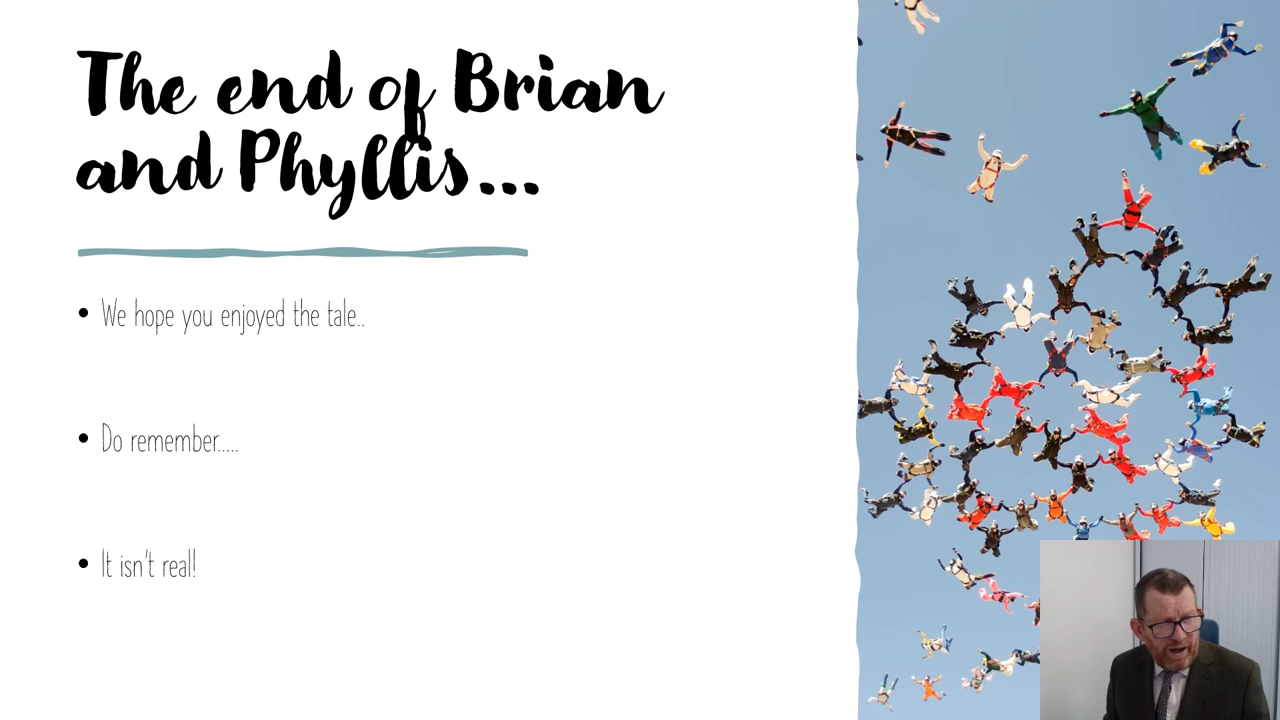 The end of Brian
and Phyllis...
We hope you enjoyed the tale..
Do remember.....
It isn't real!